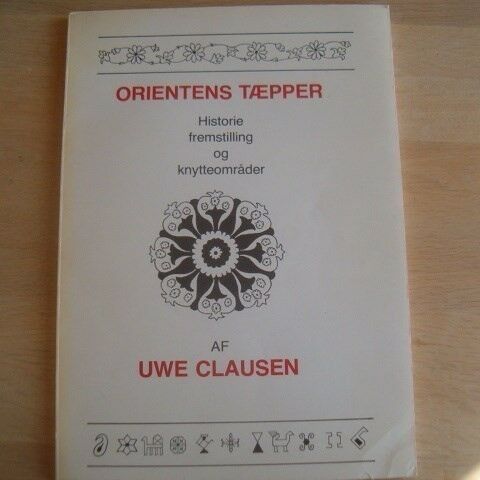 ORIENTENS TÆPPER
Historie
fremstilling
og
knytteområder
AF
UWE CLAUSEN